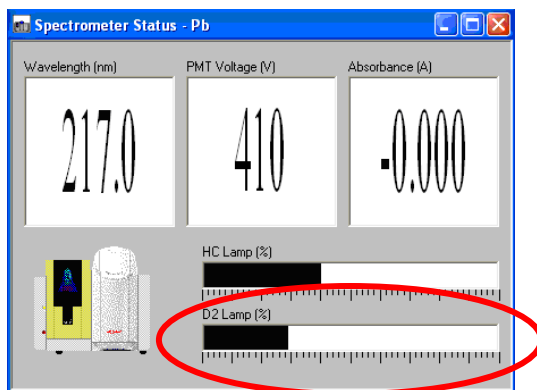 Spectrometer Status - Pb
Wavelength (nm)
PMT Voltage (V)
Absorbance (A)
217.0
410
-0.000
HC Lamp (%)
D2 Lamp (%)